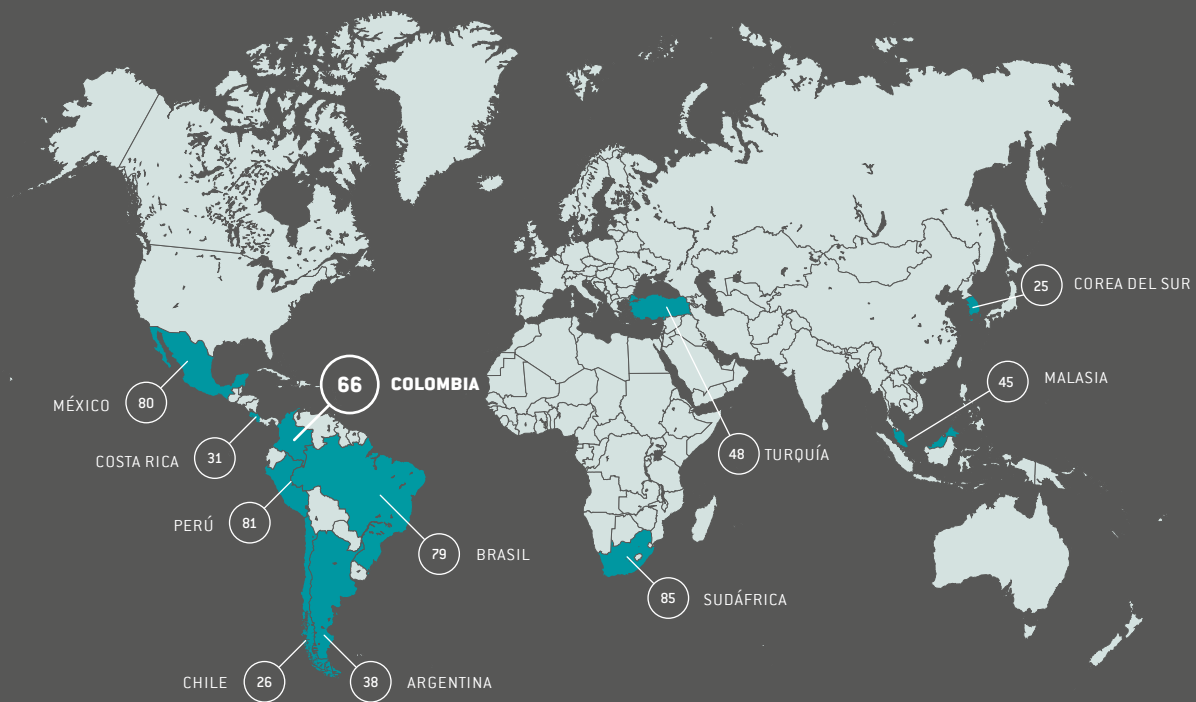 25 COREA DEL SUR
45 MALASIA
66 COLOMBIA
MÉXICO 80
48 TURQUÍA
COSTA RICA 31
PERÚ 81
79 BRASIL
85 SUDÁFRICA
CHILE 26
38 ARGENTINA